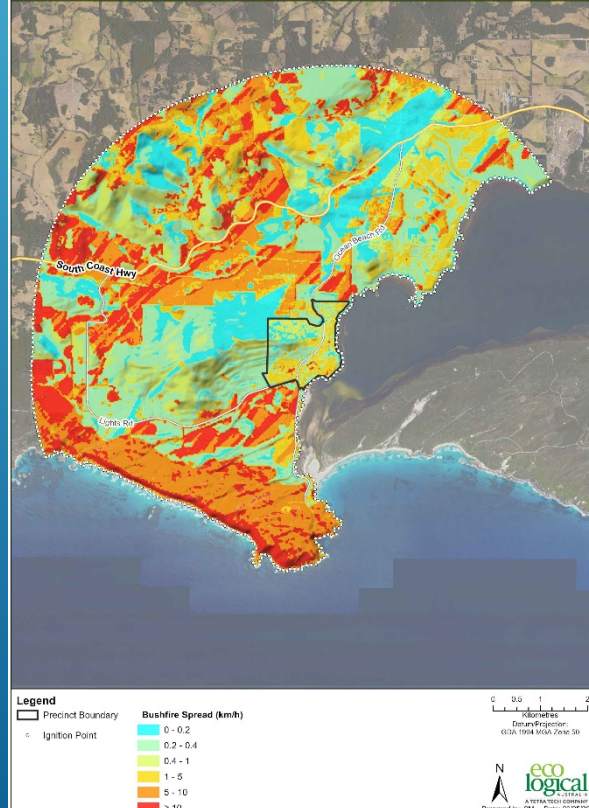 South Coast Hwy
Ocean Beach Rd
Lights Rd
Legend
Precinct Boundary
Ignition Point
Bushfire Spread (km/h)
0 - 0.2
0.2 - 0.4
0.4 - 1
1 - 5
5 - 10
> 10
0 0.5 1 2
Kilometres
Datum/Projection:
GDA 1994 MGA Zone 50
N
eco
logical
AUSTRALIA
A TETRA TECH COMPANY